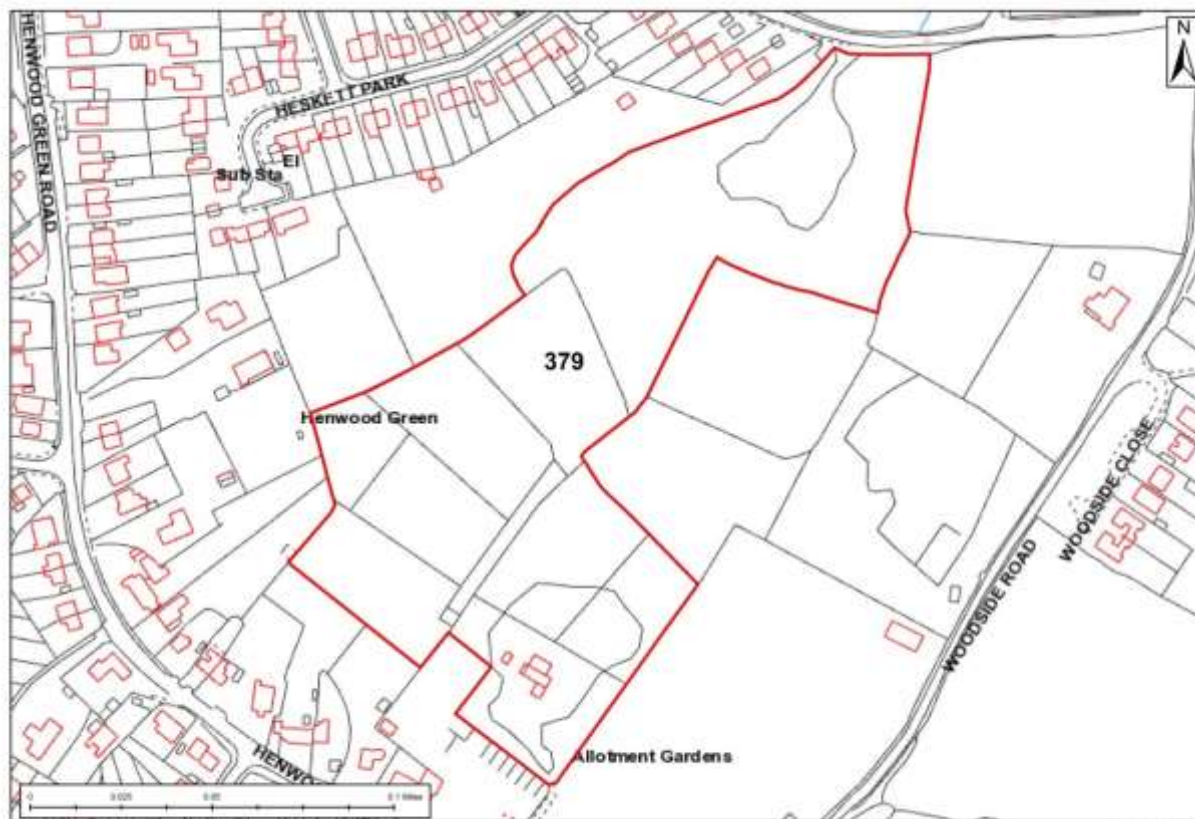 HENWOOD GREEN ROAD
N
HESKETT PARK
El
Sub Sta
379
Henwood Green
WOODSIDE CLOSE
WOODSIDE ROAD
Allotment Gardens
HENWO
0 0.025 0.05 0.1 Miles